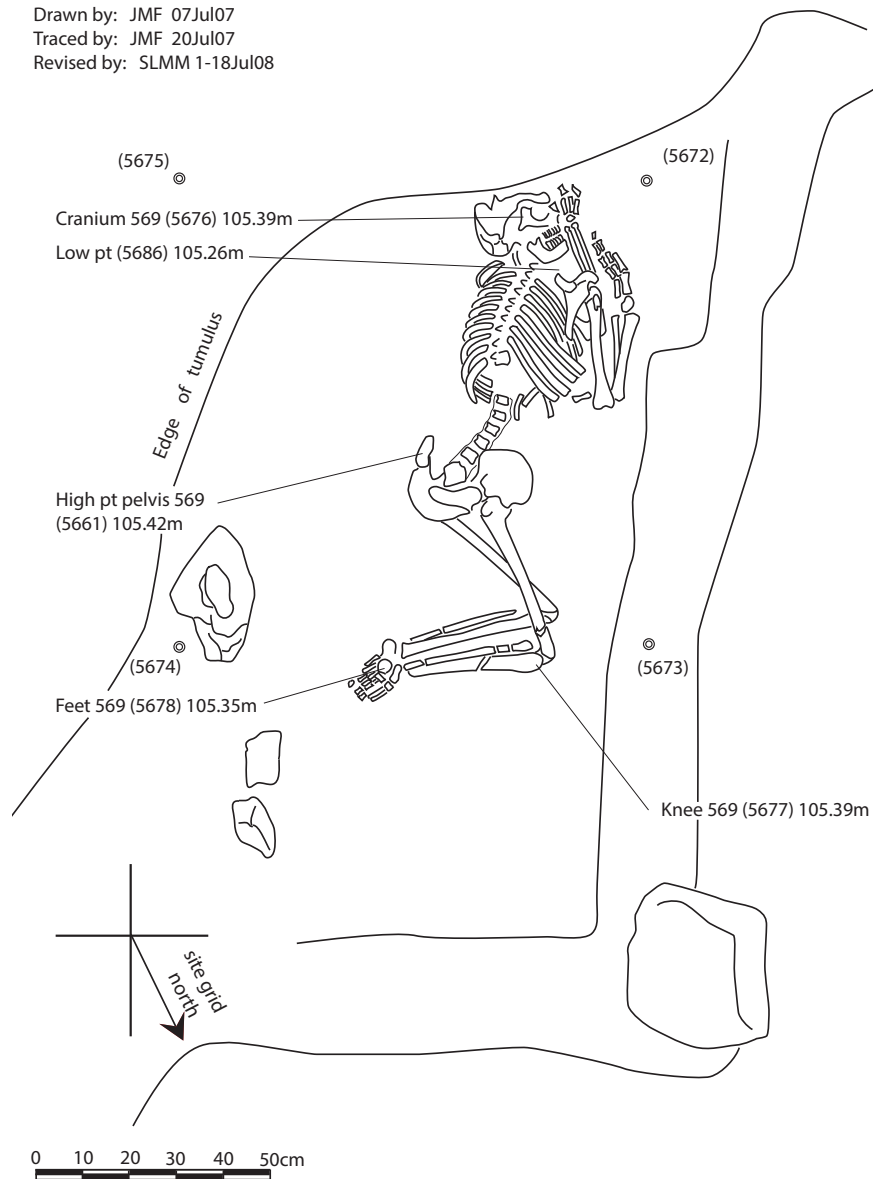 Drawn by: JMF 07Jul07
Traced by: JMF 20Jul07
Revised by: SLMM 1-18Jul08
(5675)
(5672)
Cranium 569 (5676) 105.39m
Low pt (5686) 105.26m
Edge of tumulus
High pt pelvis 569
(5661) 105.42m
(5674)
(5673)
Feet 569 (5678) 105.35m
Knee 569 (5677) 105.39m
site grid
north
0 10 20 30 40 50cm